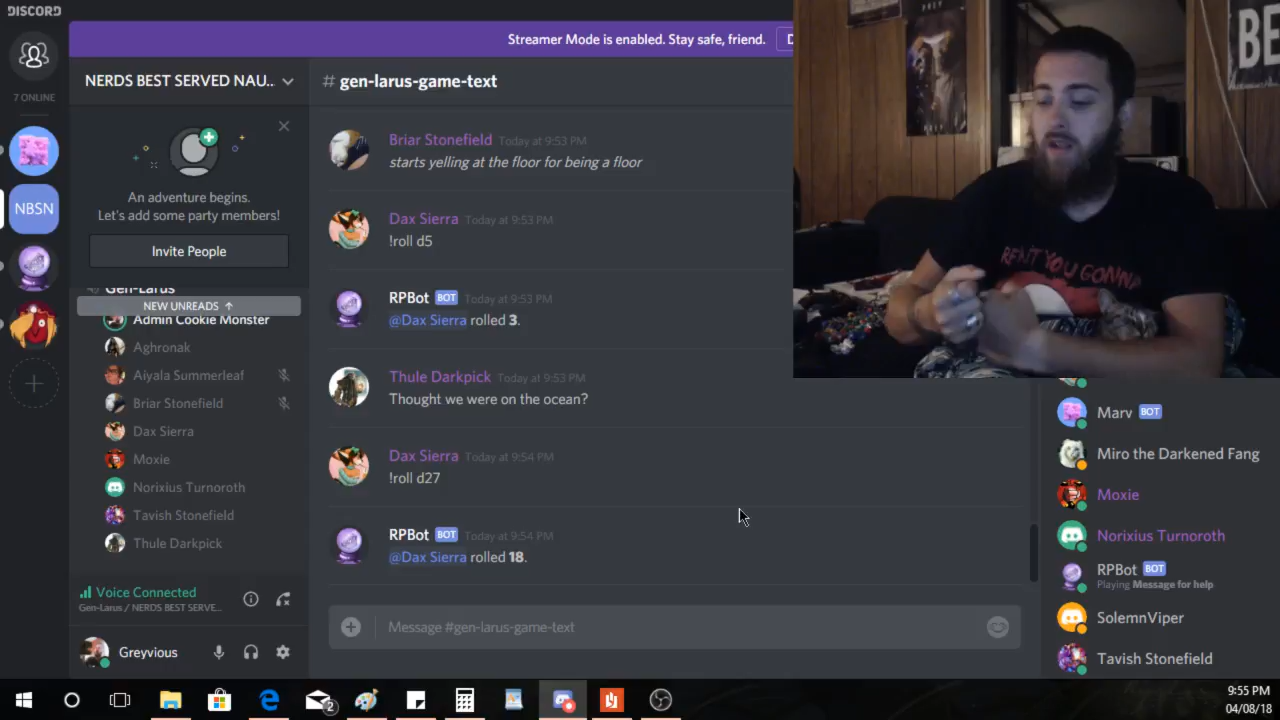 DISCORD
Streamer Mode is enabled. Stay safe, friend.
7 ONLINE
NBSN
NERDS BEST SERVED NAU...
An adventure begins.
Let's add some party members!
Invite People
NEW UNREADS ↑
Gen-Larus
Admin Cookie Monster
Aghronak
Aiyala Summerleaf
Briar Stonefield
Dax Sierra
Moxie
Norixius Turnoroth
Tavish Stonefield
Thule Darkpick
Voice Connected
Gen-Larus / NERDS BEST SERVE...
Greyvious
# gen-larus-game-text
Briar Stonefield Today at 9:53 PM
starts yelling at the floor for being a floor
Dax Sierra Today at 9:53 PM
!roll d5
RPBot BOT Today at 9:53 PM
@Dax Sierra rolled 3.
Thule Darkpick Today at 9:53 PM
Thought we were on the ocean?
Dax Sierra Today at 9:54 PM
!roll d27
RPBot BOT Today at 9:54 PM
@Dax Sierra rolled 18.
Message #gen-larus-game-text
BE
Marv BOT
Miro the Darkened Fang
Moxie
Norixius Turnoroth
RPBot BOT
Playing Message for help
SolemnViper
Tavish Stonefield
2
9:55 PM
04/08/18